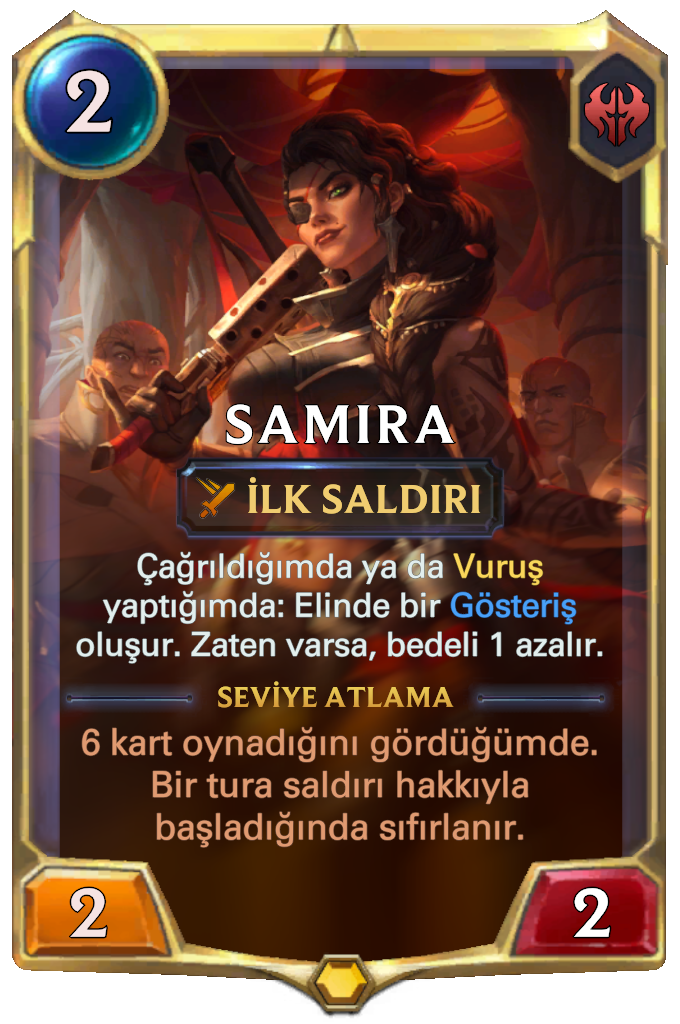 2
SAMIRA
İLK SALDIRI
Çağrıldığımda ya da Vuruş
yaptığımda: Elinde bir Gösteriş
oluşur. Zaten varsa, bedeli 1 azalır.
SEVİYE ATLAMA
6 kart oynadığını gördüğümde.
Bir tura saldırı hakkıyla
başladığında sıfırlanır.
2
2